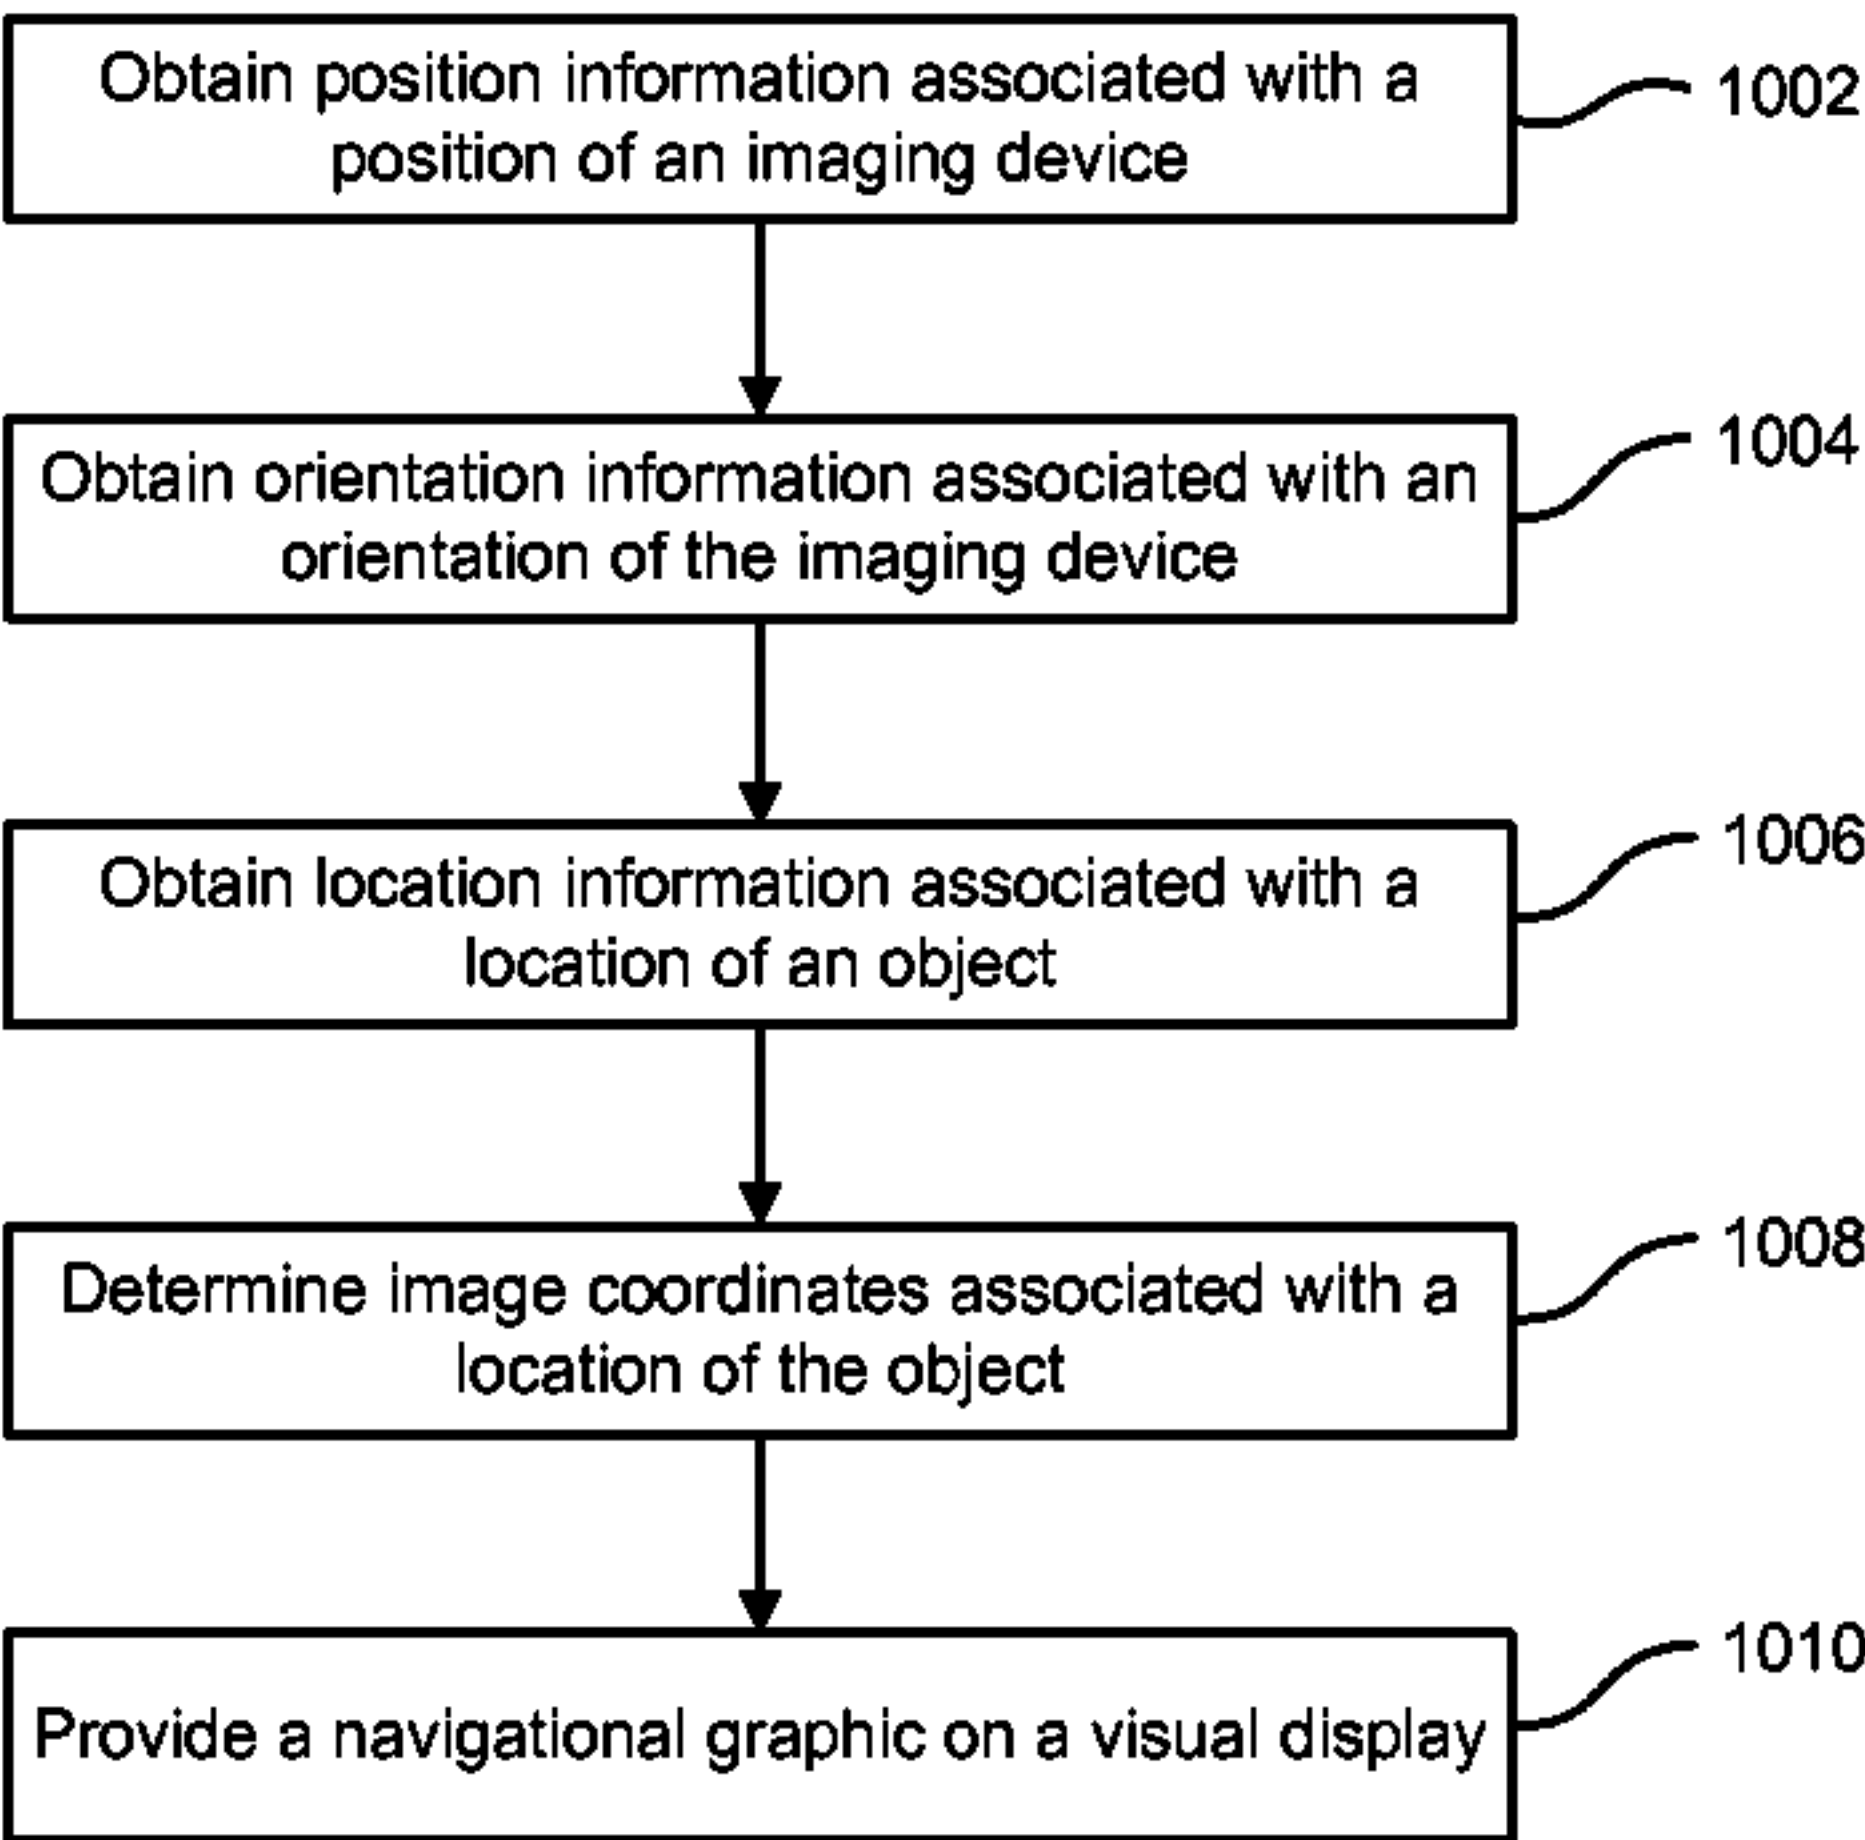 Obtain position information associated with a
position of an imaging device
1002
Obtain orientation information associated with an
orientation of the imaging device
1004
Obtain location information associated with a
location of an object
1006
Determine image coordinates associated with a
location of the object
1008
Provide a navigational graphic on a visual display
1010